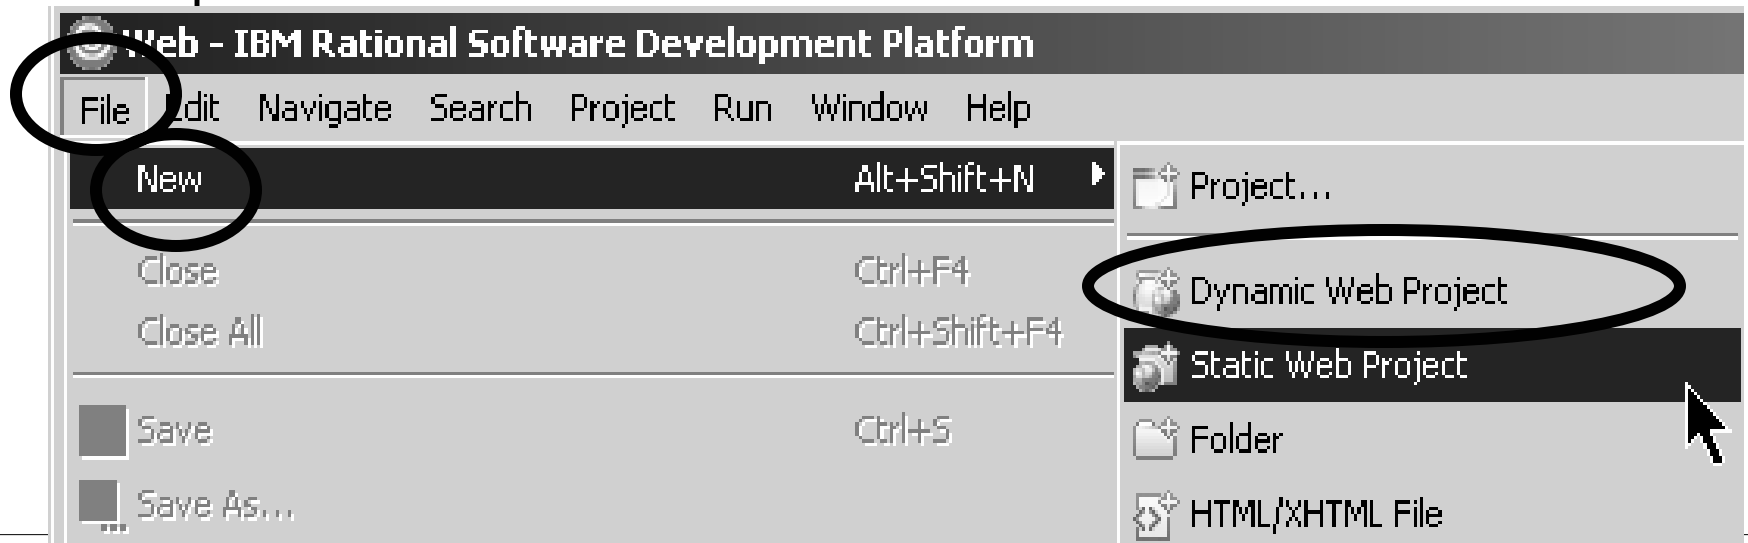 Web - IBM Rational Software Development Platform
File Edit Navigate Search Project Run Window Help
New Alt+Shift+N
Project...
Close Ctrl+F4
Dynamic Web Project
Close All Ctrl+Shift+F4
Static Web Project
Save Ctrl+S
Folder
Save As...
HTML/XHTML File